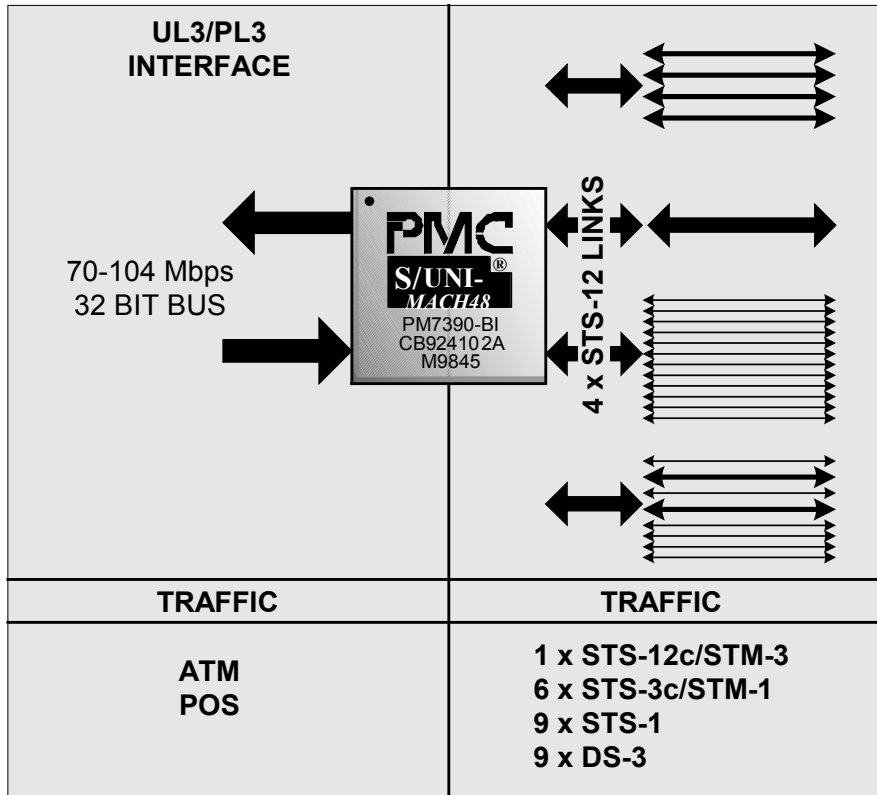 UL3/PL3
INTERFACE
70-104 Mbps
32 BIT BUS
PMC
®
S/UNI-
MACH48
PM7390-BI
CB924102A
M9845
4 x STS-12 LINKS
TRAFFIC
TRAFFIC
ATM
POS
1 x STS-12c/STM-3
6 x STS-3c/STM-1
9 x STS-1
9 x DS-3